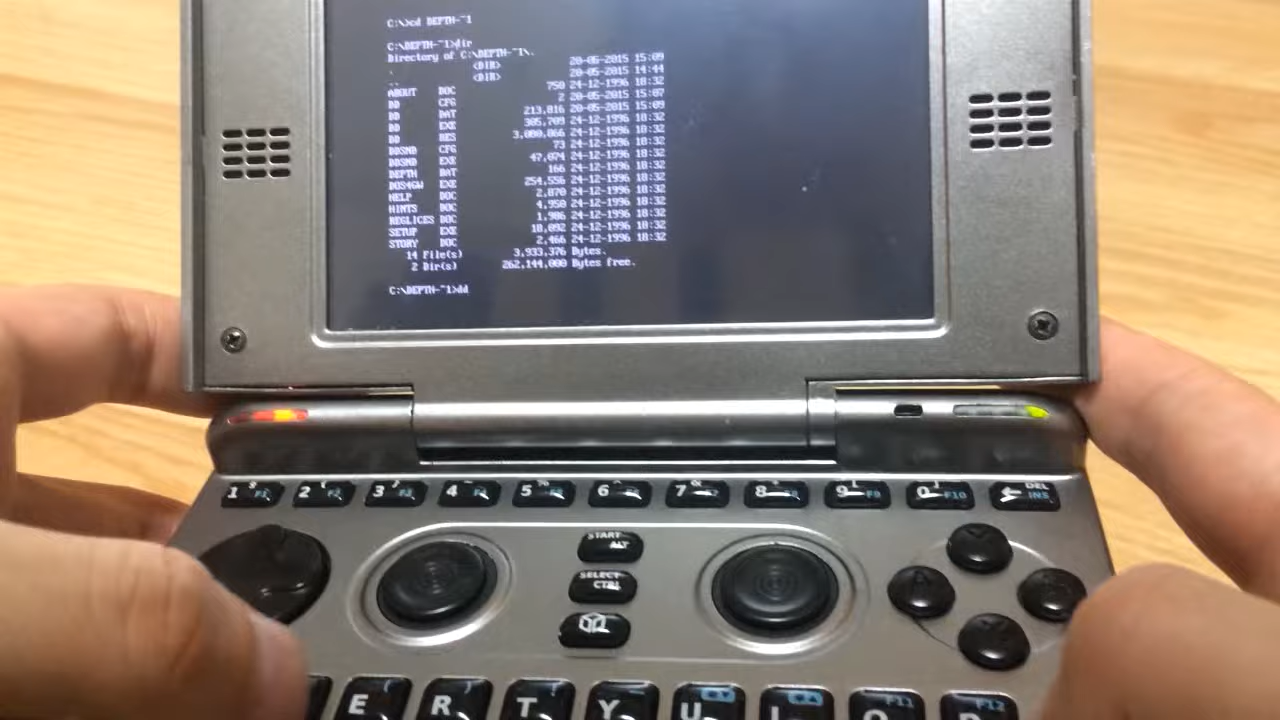 C:\>cd DEPTH-~1
C:\DEPTH-~1>dir
Directory of C:\DEPTH-~1\.
. <DIR> 20-06-2015 15:09
.. <DIR> 20-05-2015 14:44
ABOUT DOC 750 24-12-1996 18:32
DD CFG 2 20-05-2015 15:07
DD DAT 213,816 20-05-2015 15:09
DD EXE 305,709 24-12-1996 18:32
DD RES 3,080,066 24-12-1996 18:32
DDSND CFG 73 24-12-1996 18:32
DDSND EXE 47,074 24-12-1996 18:32
DEPTH BAT 166 24-12-1996 18:32
DOS4GW EXE 254,556 24-12-1996 18:32
HELP DOC 2,870 24-12-1996 18:32
HINTS DOC 4,950 24-12-1996 18:32
REGLICES DOC 1,986 24-12-1996 18:32
SETUP EXE 18,092 24-12-1996 18:32
STORY DOC 2,466 24-12-1996 18:32
14 File(s) 3,933,376 Bytes.
2 Dir(s) 262,144,000 Bytes free.
C:\DEPTH-~1>dd
1 F1 2 F2 3 F3 4 F4 5 F5 6 7 F7 8 F8 9 F9 0 F10 DEL INS
START
ALT
SELECT
CTRL
A
E R T Y U I O F11 P F12